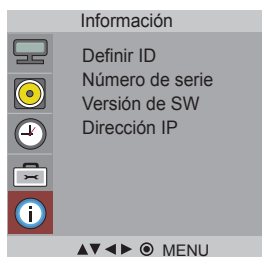 Información
Definir ID
Número de serie
Versión de SW
Dirección IP
▲▼◄► ◉ MENU